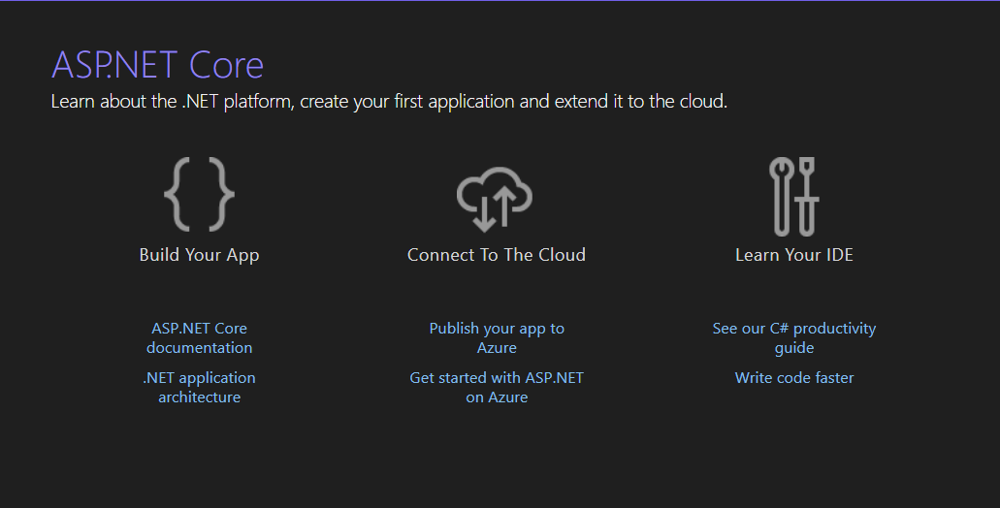 ASP.NET Core
Learn about the .NET platform, create your first application and extend it to the cloud.
Build Your App
Connect To The Cloud
Learn Your IDE
ASP.NET Core
documentation
.NET application
architecture
Publish your app to
Azure
Get started with ASP.NET
on Azure
See our C# productivity
guide
Write code faster